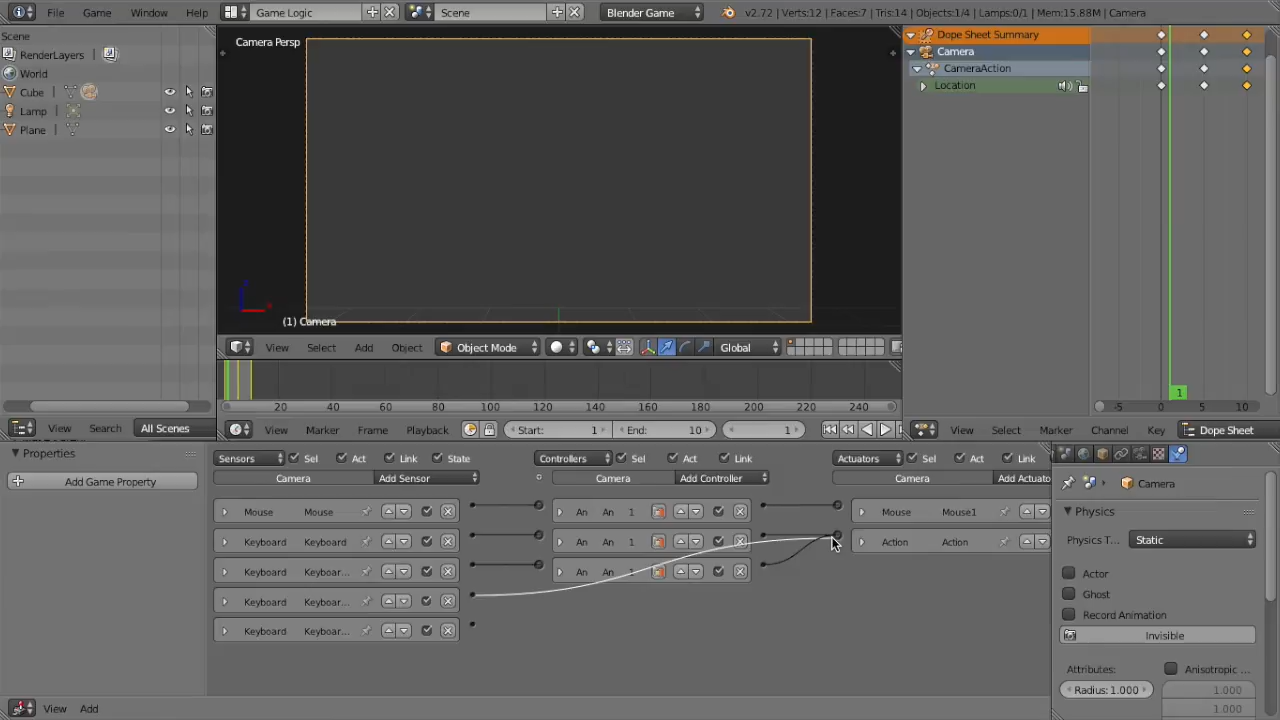 File Game Window Help Game Logic Scene Blender Game v2.72 | Verts:12 | Faces:7 | Tris:14 | Objects:1/4 | Lamps:0/1 | Mem:15.88M | Camera
Scene
RenderLayers
World
Cube
Lamp
Plane
Camera Persp
(1) Camera
View Select Add Object Object Mode Global
20 40 60 80 100 120 140 160 180 200 220 240
View Search All Scenes
View Marker Frame Playback Start: 1 End: 10 1
Dope Sheet Summary
Camera
CameraAction
Location
1
-5 0 5 10
View Select Marker Channel Key Dope Sheet
Properties
Add Game Property
Sensors Sel Act Link State
Camera Add Sensor
Mouse Mouse
Keyboard Keyboard
Keyboard Keyboar...
Keyboard Keyboar...
Keyboard Keyboar...
Controllers Sel Act Link
Camera Add Controller
An An 1
An An 1
An An 1
Actuators Sel Act Link
Camera Add Actuato
Mouse Mouse1
Action Action
View Add
Camera
Physics
Physics T... Static
Actor
Ghost
Record Animation
Invisible
Attributes: Anisotropic ...
Radius: 1.000 1.000
1.000